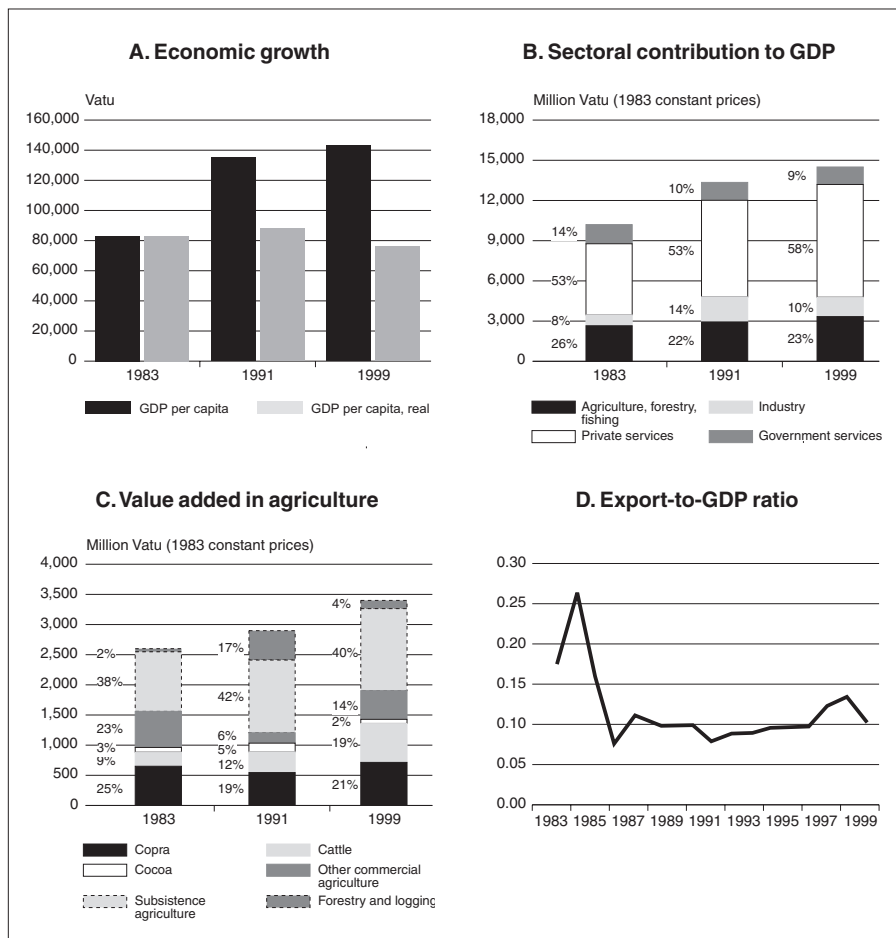 A. Economic growth
Vatu
160,000
140,000
120,000
100,000
80,000
60,000
40,000
20,000
0
1983 1991 1999
GDP per capita GDP per capita, real
B. Sectoral contribution to GDP
Million Vatu (1983 constant prices)
18,000
15,000
12,000
9,000
6,000
3,000
0
14%
53%
8%
26%
10%
53%
14%
22%
9%
58%
10%
23%
1983 1991 1999
Agriculture, forestry,
fishing
Industry
Private services
Government services
C. Value added in agriculture
Million Vatu (1983 constant prices)
4,000
3,500
3,000
2,500
2,000
1,500
1,000
500
0
2%
38%
23%
3%
9%
25%
17%
42%
6%
5%
12%
19%
4%
40%
14%
2%
19%
21%
1983 1991 1999
Copra
Cattle
Cocoa
Other commercial
agriculture
Subsistence
agriculture
Forestry and logging
D. Export-to-GDP ratio
0.30
0.25
0.20
0.15
0.10
0.05
0.00
1983 1985 1987 1989 1991 1993 1995 1997 1999